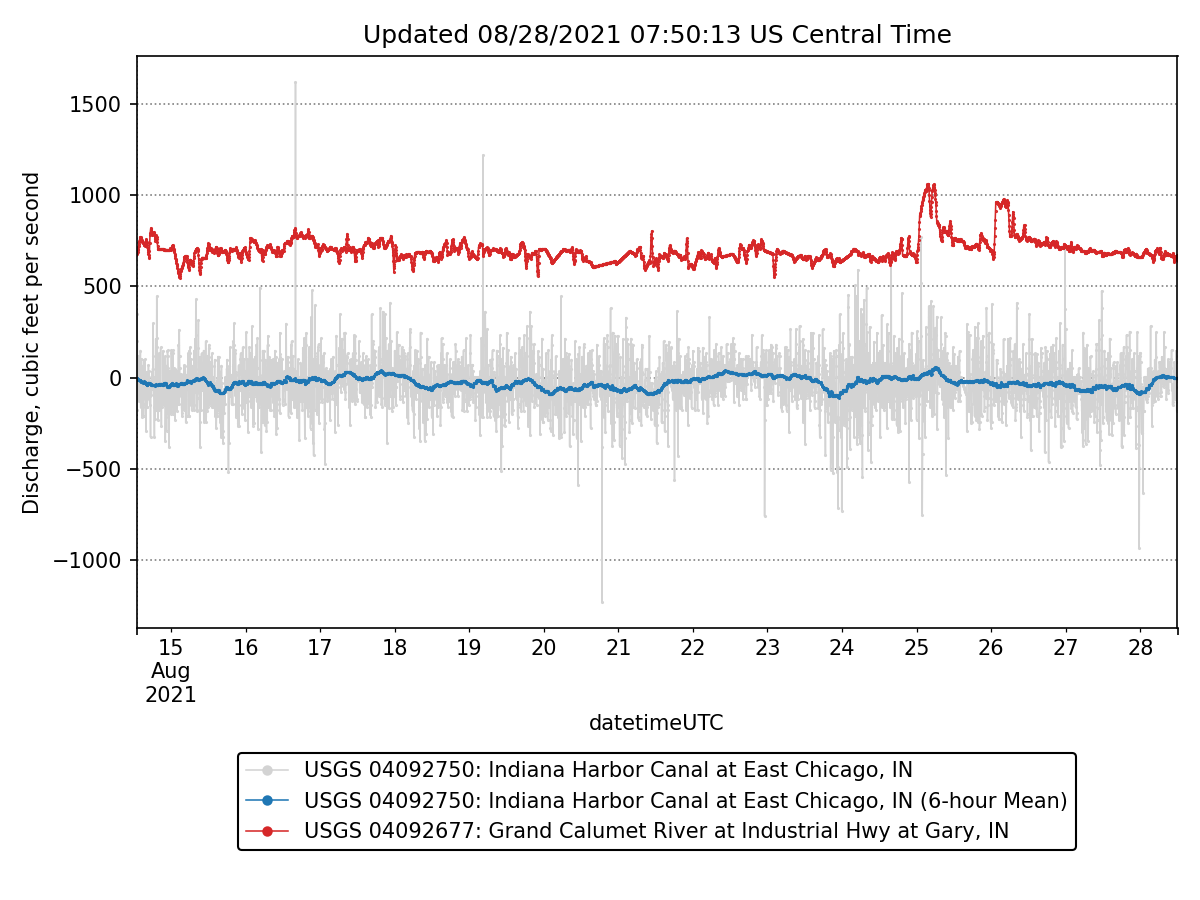 Updated 08/28/2021 07:50:13 US Central Time
Discharge, cubic feet per second
1500
1000
500
0
−500
−1000
15 16 17 18 19 20 21 22 23 24 25 26 27 28
Aug
2021
datetimeUTC
USGS 04092750: Indiana Harbor Canal at East Chicago, IN
USGS 04092750: Indiana Harbor Canal at East Chicago, IN (6-hour Mean)
USGS 04092677: Grand Calumet River at Industrial Hwy at Gary, IN